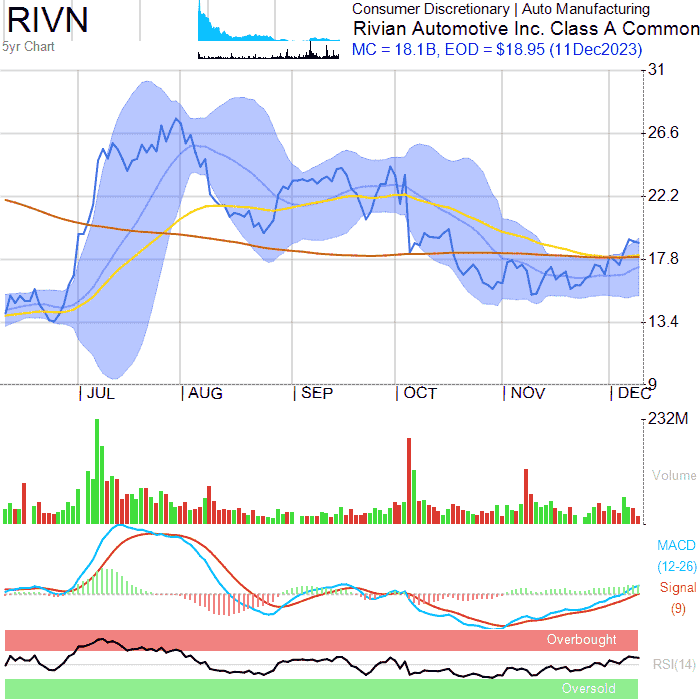 RIVN
5yr Chart
Consumer Discretionary | Auto Manufacturing
Rivian Automotive Inc. Class A Common
MC = 18.1B, EOD = $18.95 (11Dec2023)
31
26.6
22.2
17.8
13.4
9
| JUL | AUG | SEP | OCT | NOV | DEC
232M
Volume
MACD
(12-26)
Signal
(9)
Overbought
RSI(14)
Oversold